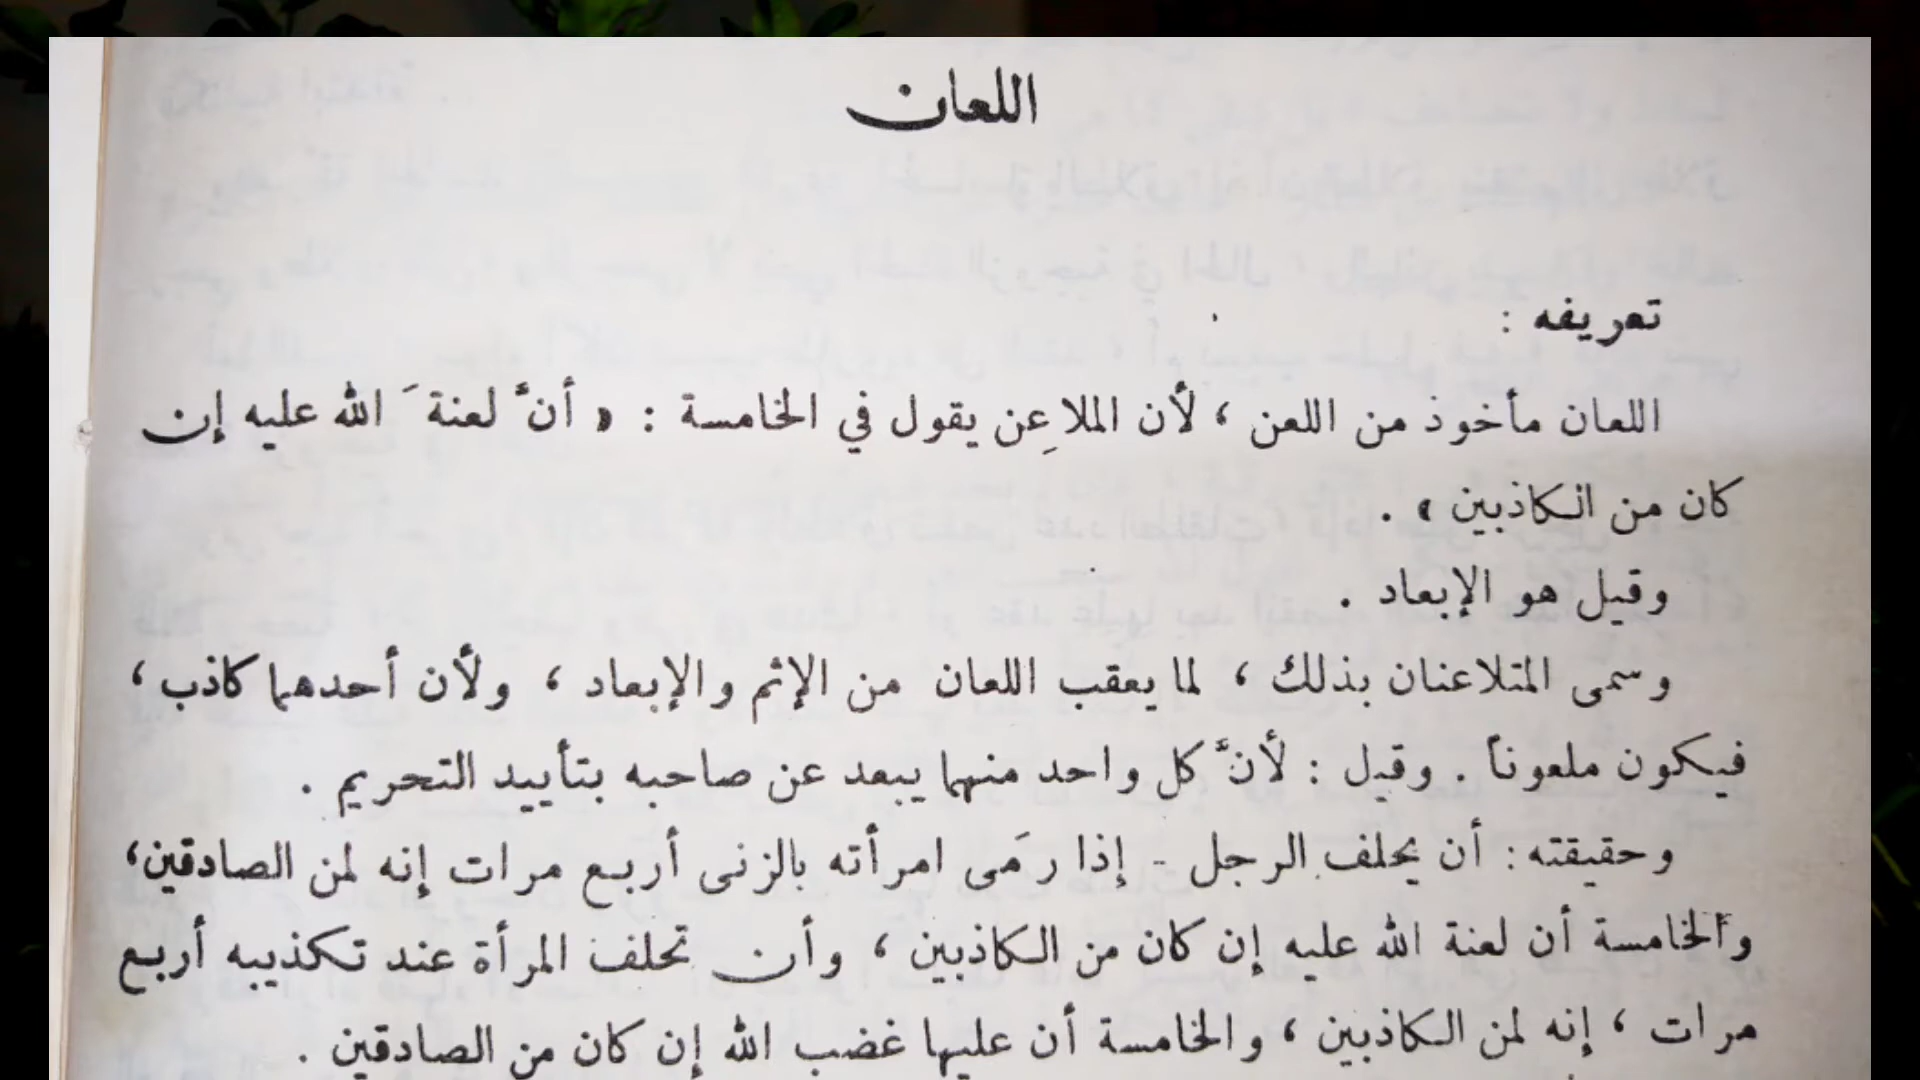 اللعان
تعريفه :
اللعان مأخوذ من اللعن ، لأن الملاعِن يقول في الخامسة : « أنَّ لعنةَ الله عليه إن
كان من الكاذبين » .
وقيل هو الإبعاد .
وسمى المتلاعنان بذلك ، لما يعقب اللعان من الإثم والإبعاد ، ولأن أحدهما كاذب ،
فيكون ملعوناً . وقيل : لأنَّ كل واحد منهما يبعد عن صاحبه بتأييد التحريم .
وحقيقته : أن يحلف الرجل - إذا رَمى امرأته بالزنى أربع مرات إنه لمن الصادقين ،
والخامسة أن لعنة الله عليه إن كان من الكاذبين ، وأن تحلف المرأة عند تكذيبه أربع
مرات ، إنه لمن الكاذبين ، والخامسة أن عليها غضب الله إن كان من الصادقين .